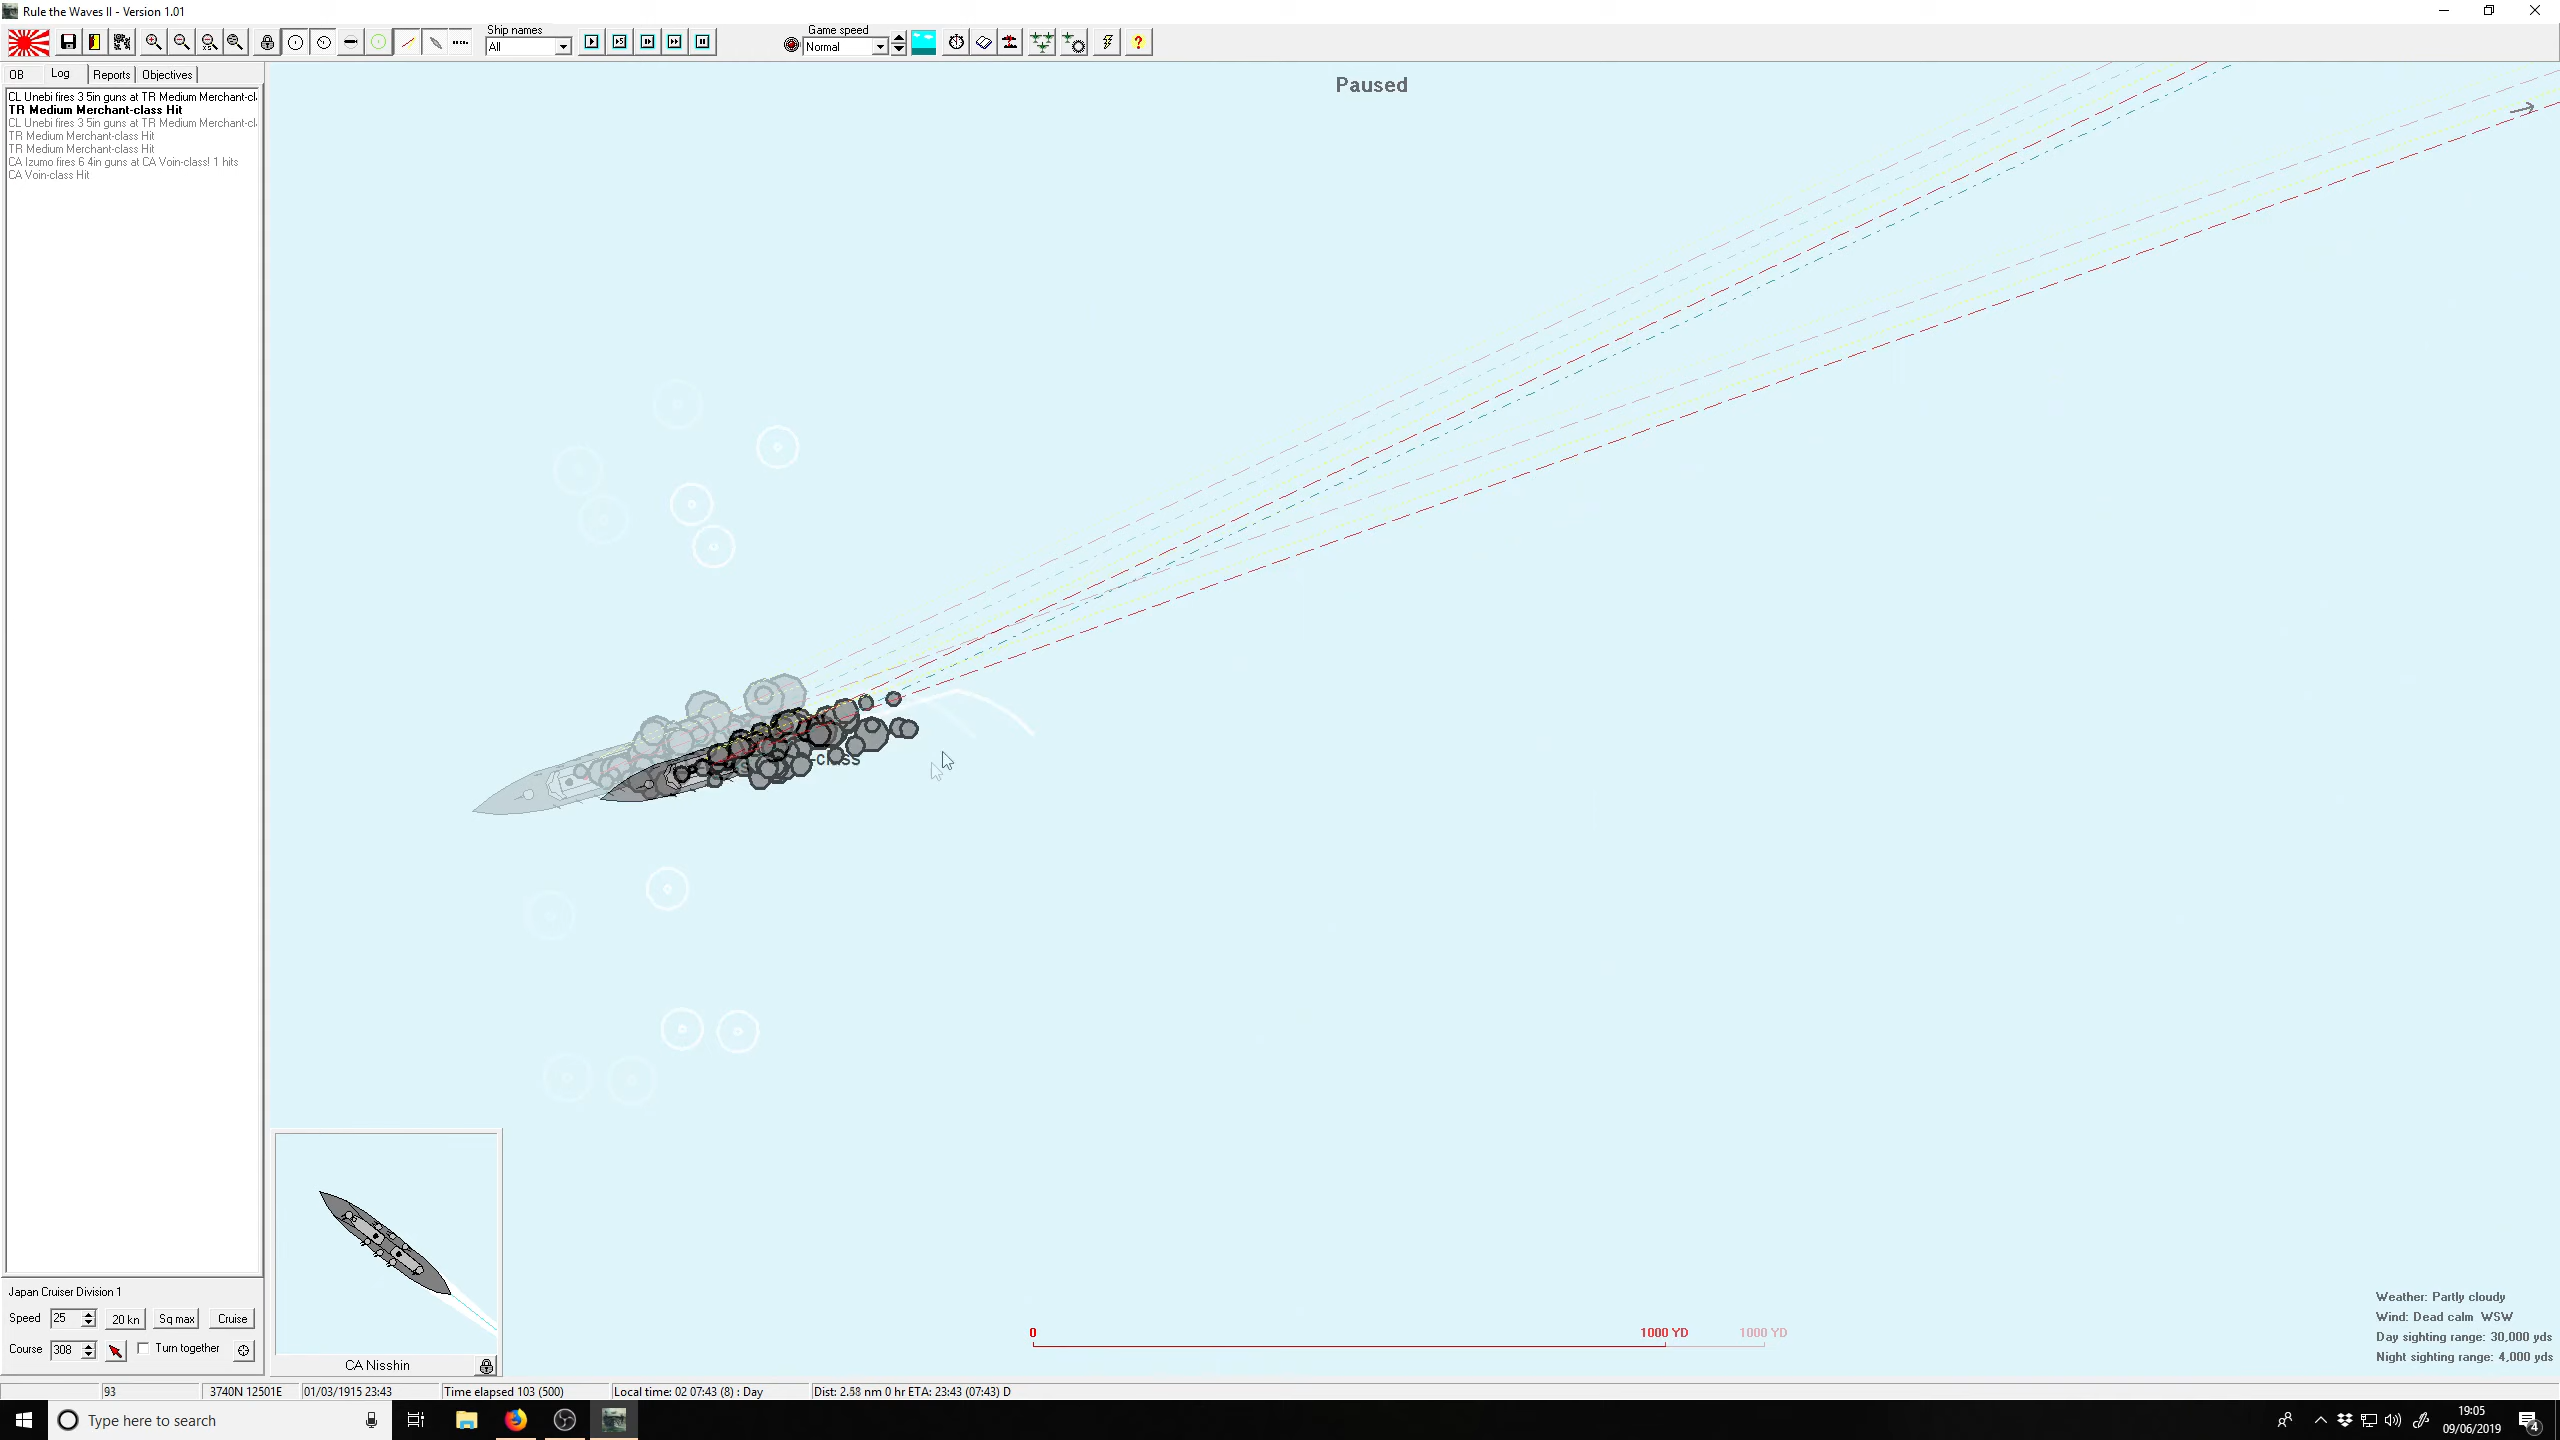 Rule the Waves II - Version 1.01
Ship names
All
Game speed
Normal
OB
Log
Reports
Objectives
Paused
CL Unebi fires 3 5in guns at TR Medium Merchant-cl
TR Medium Merchant-class Hit
CL Unebi fires 3 5in guns at TR Medium Merchant-cl
TR Medium Merchant-class Hit
TR Medium Merchant-class Hit
CA Izumo fires 6 4in guns at CA Voin-class! 1 hits
CA Voin-class Hit
-class
Japan Cruiser Division 1
Speed 25 20 kn Sq max Cruise
Course 308 Turn together
CA Nisshin
0
1000 YD
1000 YD
Weather: Partly cloudy
Wind: Dead calm WSW
Day sighting range: 30,000 yds
Night sighting range: 4,000 yds
93
3740N 12501E
01/03/1915 23:43
Time elapsed 103 (500)
Local time: 02 07:43 (8) : Day
Dist: 2.58 nm 0 hr ETA: 23:43 (07:43) D
Type here to search
19:05
09/06/2019
4